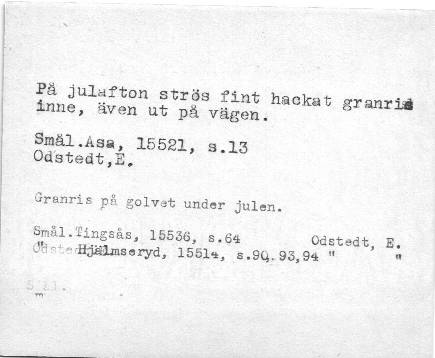 På julafton strös fint hackat granris
inne, även ut på vägen.
Smål.Asa, 15521, s.13
Odstedt,E.
Granris på golvet under julen.
Smål.Tingsås, 15536, s.64 Odstedt, E.
" Hjälmseryd, 15514, s.90, 93,94 " "